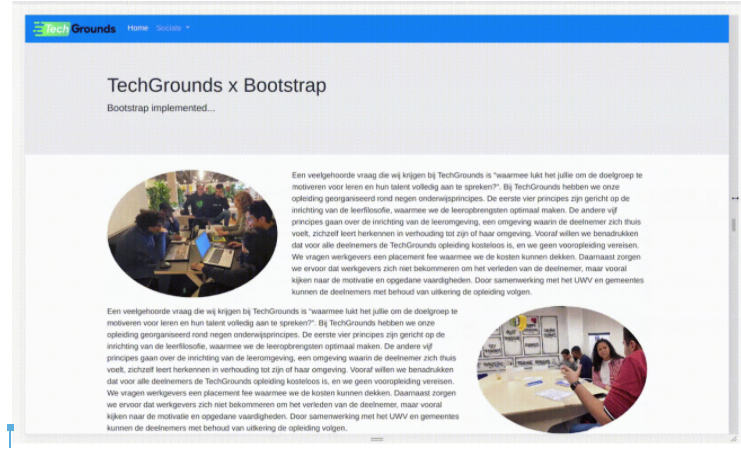 TechGrounds Home Socials
TechGrounds x Bootstrap
Bootstrap implemented...
Een veelgehoorde vraag die wij krijgen bij TechGrounds is "waarmee lukt het jullie om de doelgroep te
motiveren voor leren en hun talent volledig aan te spreken?". Bij TechGrounds hebben we onze
opleiding georganiseerd rond negen onderwijsprincipes. De eerste vier principes zijn gericht op de
inrichting van de leerfilosofie, waarmee we de leeropbrengsten optimaal maken. De andere vijf
principes gaan over de inrichting van de leeromgeving, een omgeving waarin de deelnemer zich thuis
voelt, zichzelf leert herkennen in verhouding tot zijn of haar omgeving. Vooraf willen we benadrukken
dat voor alle deelnemers de TechGrounds opleiding kosteloos is, en we geen vooropleiding vereisen.
We vragen werkgevers een placement fee waarmee we de kosten kunnen dekken. Daarnaast zorgen
we ervoor dat werkgevers zich niet bekommeren om het verleden van de deelnemer, maar vooral
kijken naar de motivatie en opgedane vaardigheden. Door samenwerking met het UWV en gemeentes
kunnen de deelnemers met behoud van uitkering de opleiding volgen.
Een veelgehoorde vraag die wij krijgen bij TechGrounds is "waarmee lukt het jullie om de doelgroep te
motiveren voor leren en hun talent volledig aan te spreken?". Bij TechGrounds hebben we onze
opleiding georganiseerd rond negen onderwijsprincipes. De eerste vier principes zijn gericht op de
inrichting van de leerfilosofie, waarmee we de leeropbrengsten optimaal maken. De andere vijf
principes gaan over de inrichting van de leeromgeving, een omgeving waarin de deelnemer zich thuis
voelt, zichzelf leert herkennen in verhouding tot zijn of haar omgeving. Vooraf willen we benadrukken
dat voor alle deelnemers de TechGrounds opleiding kosteloos is, en we geen vooropleiding vereisen.
We vragen werkgevers een placement fee waarmee we de kosten kunnen dekken. Daarnaast zorgen
we ervoor dat werkgevers zich niet bekommeren om het verleden van de deelnemer, maar vooral
kijken naar de motivatie en opgedane vaardigheden. Door samenwerking met het UWV en gemeentes
kunnen de deelnemers met behoud van uitkering de opleiding volgen.